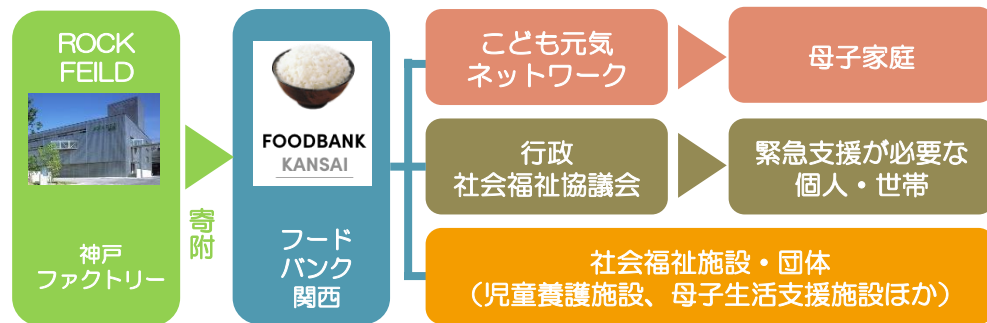 ROCK
FEILD
神戸
ファクトリー
寄附
FOODBANK
KANSAI
フード
バンク
関西
こども元気
ネットワーク
母子家庭
行政
社会福祉協議会
緊急支援が必要な
個人・世帯
社会福祉施設・団体
（児童養護施設、母子生活支援施設ほか）